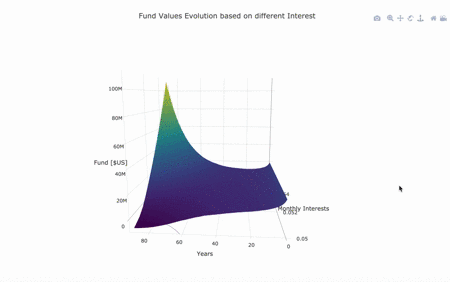 Fund Values Evolution based on different Interest
100M
80M
60M
Fund [$US]
40M
20M
0
Monthly Interests
0.052
0.05
80
60
40
20
0
Years